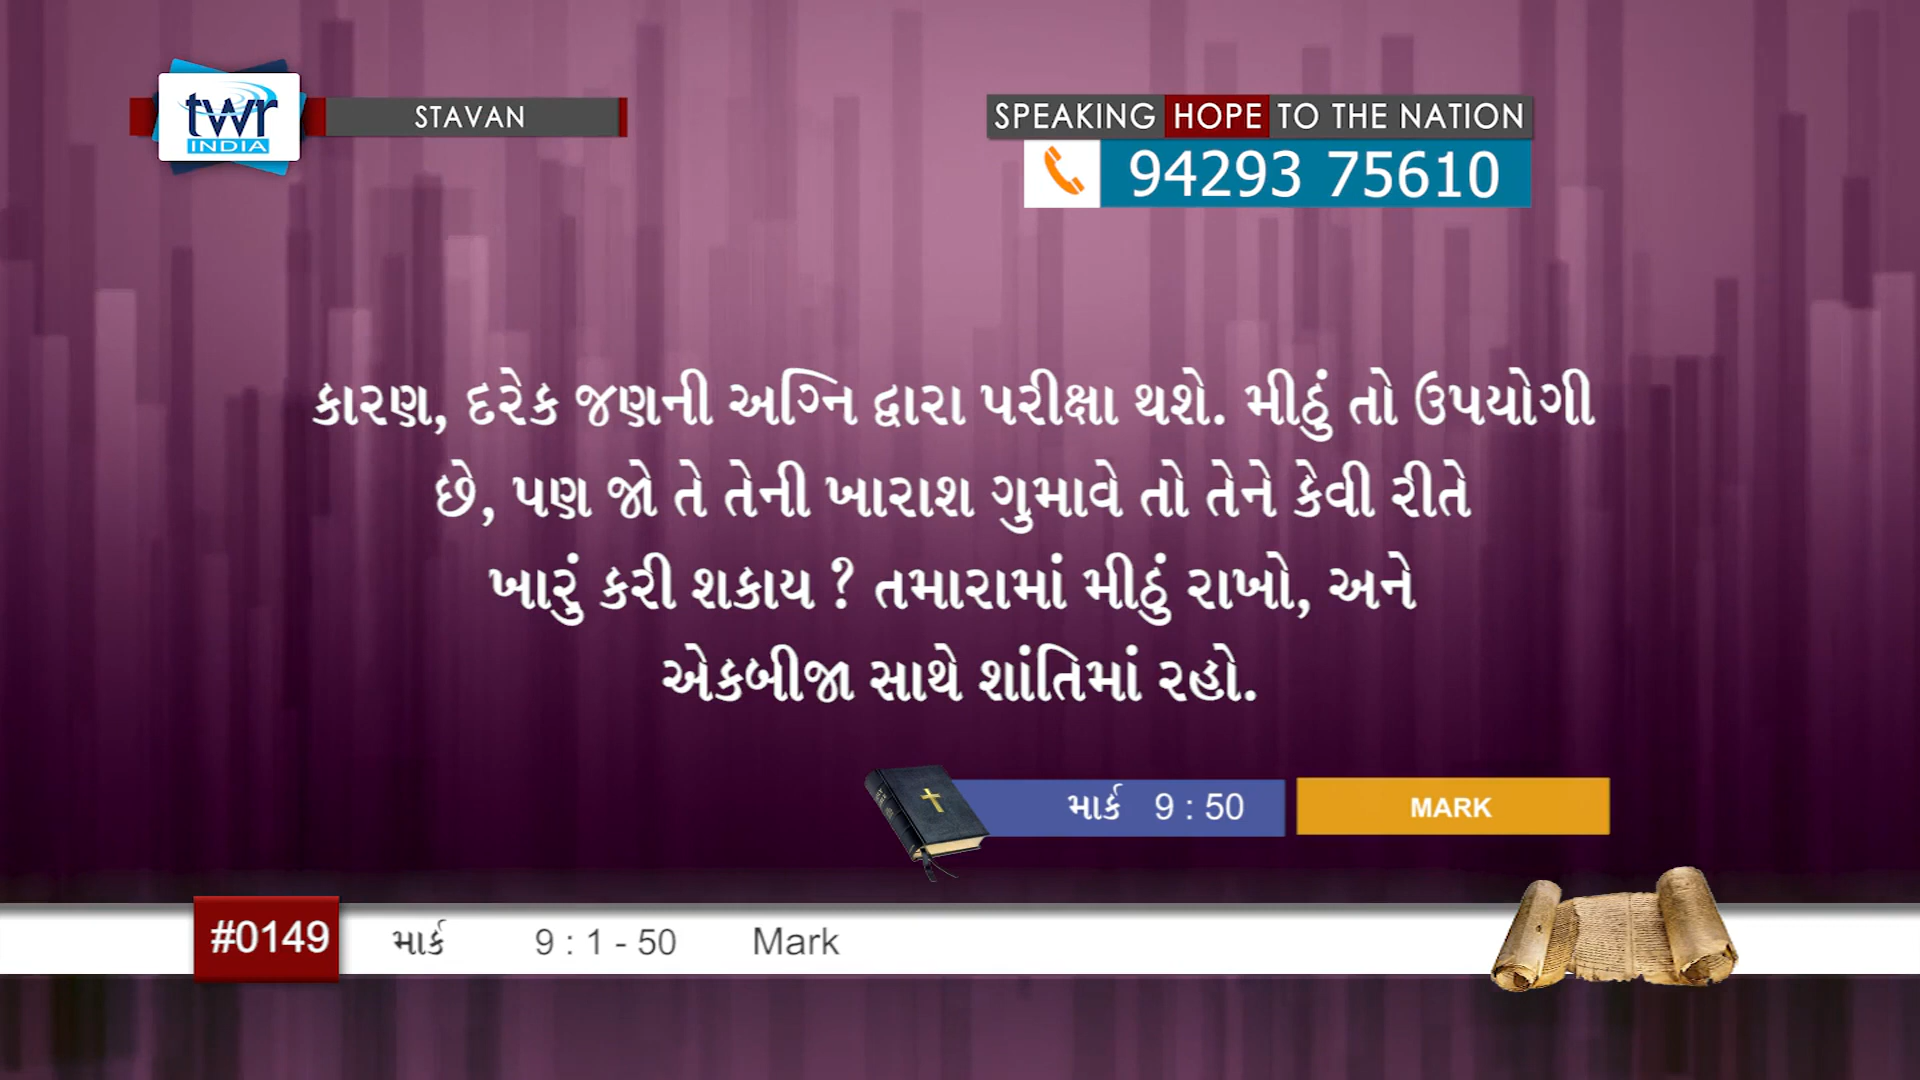 twr
INDIA
STAVAN
SPEAKING HOPE TO THE NATION
94293 75610
કારણ, દરેક જણની અગ્નિ દ્વારા પરીક્ષા થશે. મીઠું તો ઉપયોગી
છે, પણ જો તે તેની ખારાશ ગુમાવે તો તેને કેવી રીતે
ખારું કરી શકાય ? તમારામાં મીઠું રાખો, અને
એકબીજા સાથે શાંતિમાં રહો.
માર્ક 9 : 50
MARK
#0149 માર્ક 9 : 1 - 50 Mark